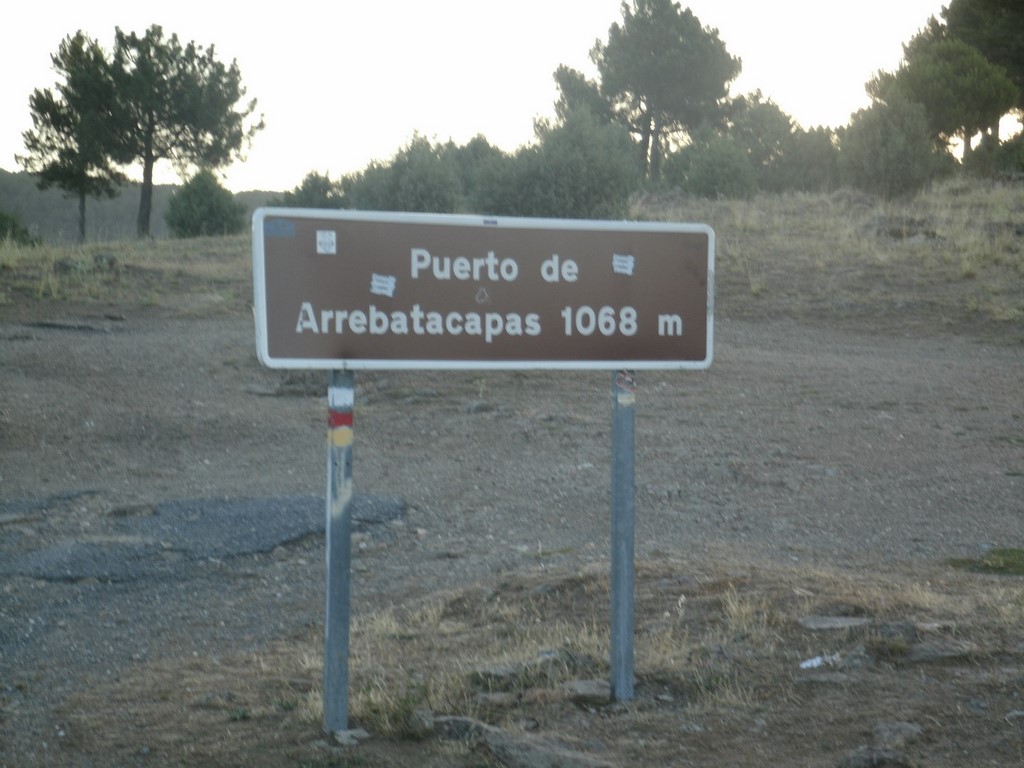 Puerto de
Arrebatacapas 1068 m